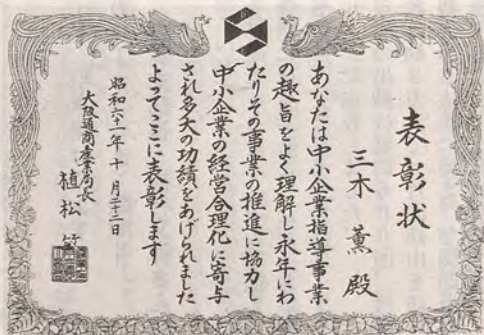 表彰状
三木薫殿
あなたは中小企業指導事業
の趣旨をよく理解し永年にわ
たりその事業の推進に協力し
中小企業の経営合理化に寄与
され多大の功績をあげられました
よってここに表彰します
昭和六十一年十月二十二日
大阪通商産業局長
植松